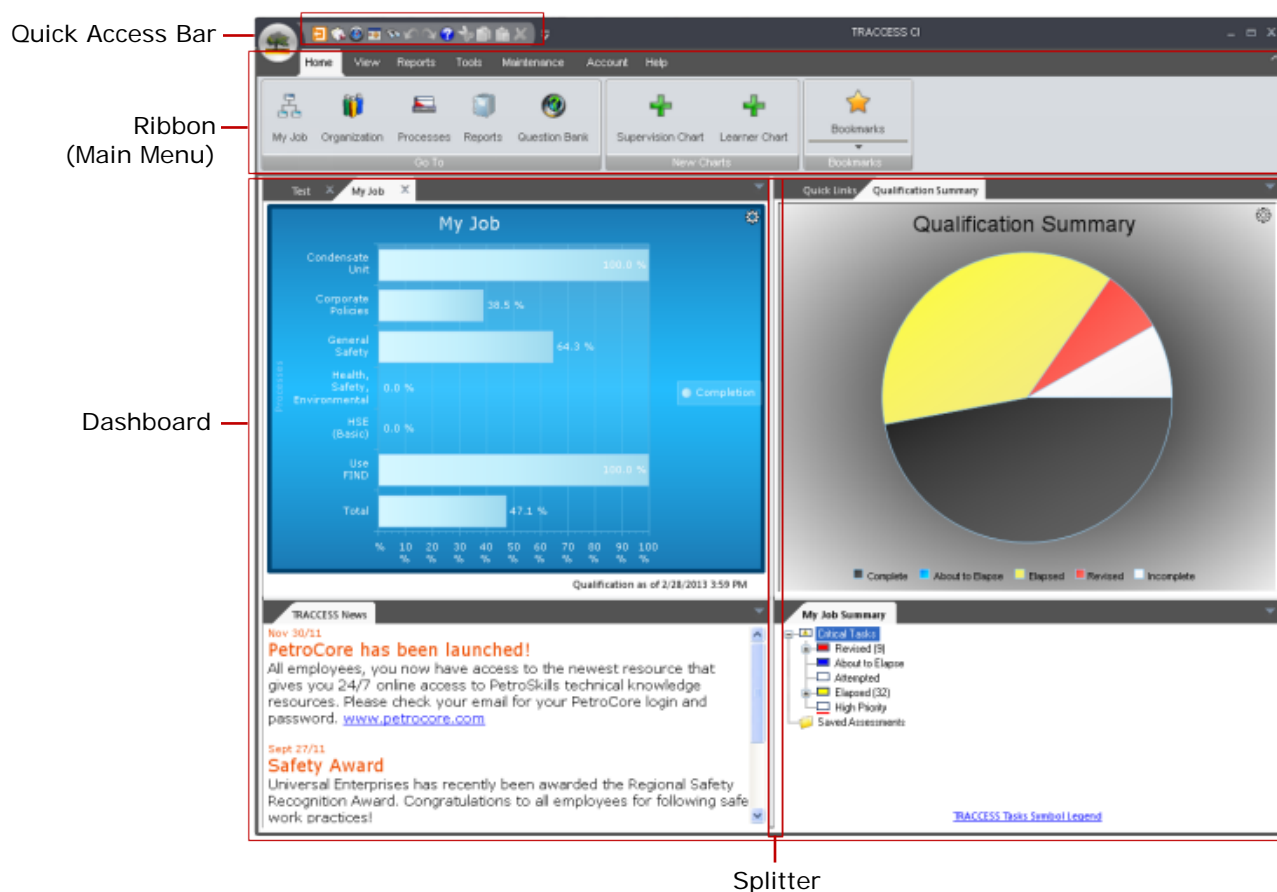 Quick Access Bar
TRACCESS CI
Home View Reports Tools Maintenance Account Help
Ribbon
(Main Menu)
My Job Organization Processes Reports Question Bank Supervision Chart Learner Chart Bookmarks
Go To New Charts Bookmarks
Test X My Job X
Quick Links Qualification Summary
My Job
Condensate
Unit
100.0 %
Corporate
Policies
38.5 %
General
Safety
64.3 %
Health,
Safety,
Environmental
0.0 %
HSE
(Basic)
0.0 %
Use
FIND
100.0 %
Total
47.1 %
Processes
Completion
% 10 20 30 40 50 60 70 80 90 100
% % % % % % % % % %
Qualification as of 2/28/2013 3:59 PM
Qualification Summary
Complete About to Elapse Elapsed Revised Incomplete
Dashboard
TRACCESS News
Nov 30/11
PetroCore has been launched!
All employees, you now have access to the newest resource that
gives you 24/7 online access to PetroSkills technical knowledge
resources. Please check your email for your PetroCore login and
password. www.petrocore.com
Sept 27/11
Safety Award
Universal Enterprises has recently been awarded the Regional Safety
Recognition Award. Congratulations to all employees for following safe
work practices!
My Job Summary
Critical Tasks
Revised (9)
About to Elapse
Attempted
Elapsed (32)
High Priority
Saved Assessments
TRACCESS Tasks Symbol Legend
Splitter